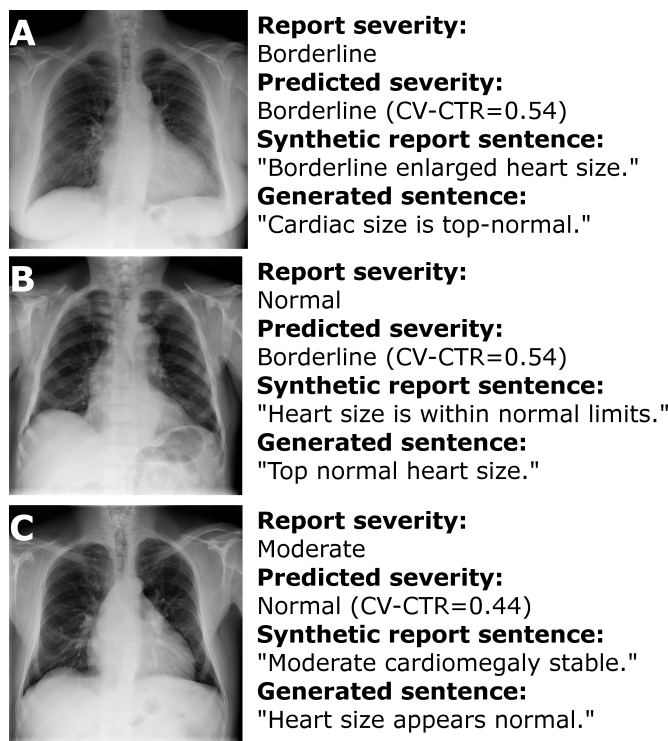 A
Report severity:
Borderline
Predicted severity:
Borderline (CV-CTR=0.54)
Synthetic report sentence:
"Borderline enlarged heart size."
Generated sentence:
"Cardiac size is top-normal."
B
Report severity:
Normal
Predicted severity:
Borderline (CV-CTR=0.54)
Synthetic report sentence:
"Heart size is within normal limits."
Generated sentence:
"Top normal heart size."
C
Report severity:
Moderate
Predicted severity:
Normal (CV-CTR=0.44)
Synthetic report sentence:
"Moderate cardiomegaly stable."
Generated sentence:
"Heart size appears normal."